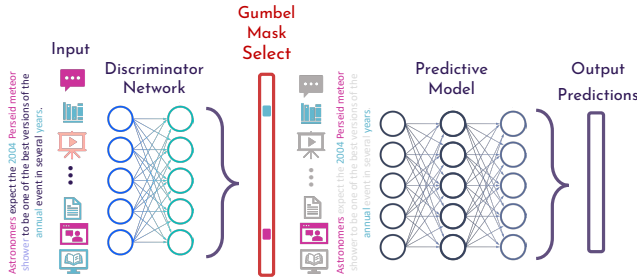 Input
Astronomers expect the 2004 Perseid meteor
shower to be one of the best versions of the
annual event in several years.
Discriminator
Network
Gumbel
Mask
Select
Astronomers expect the 2004 Perseid meteor
shower to be one of the best versions of the
annual event in several years
Predictive
Model
Output
Predictions